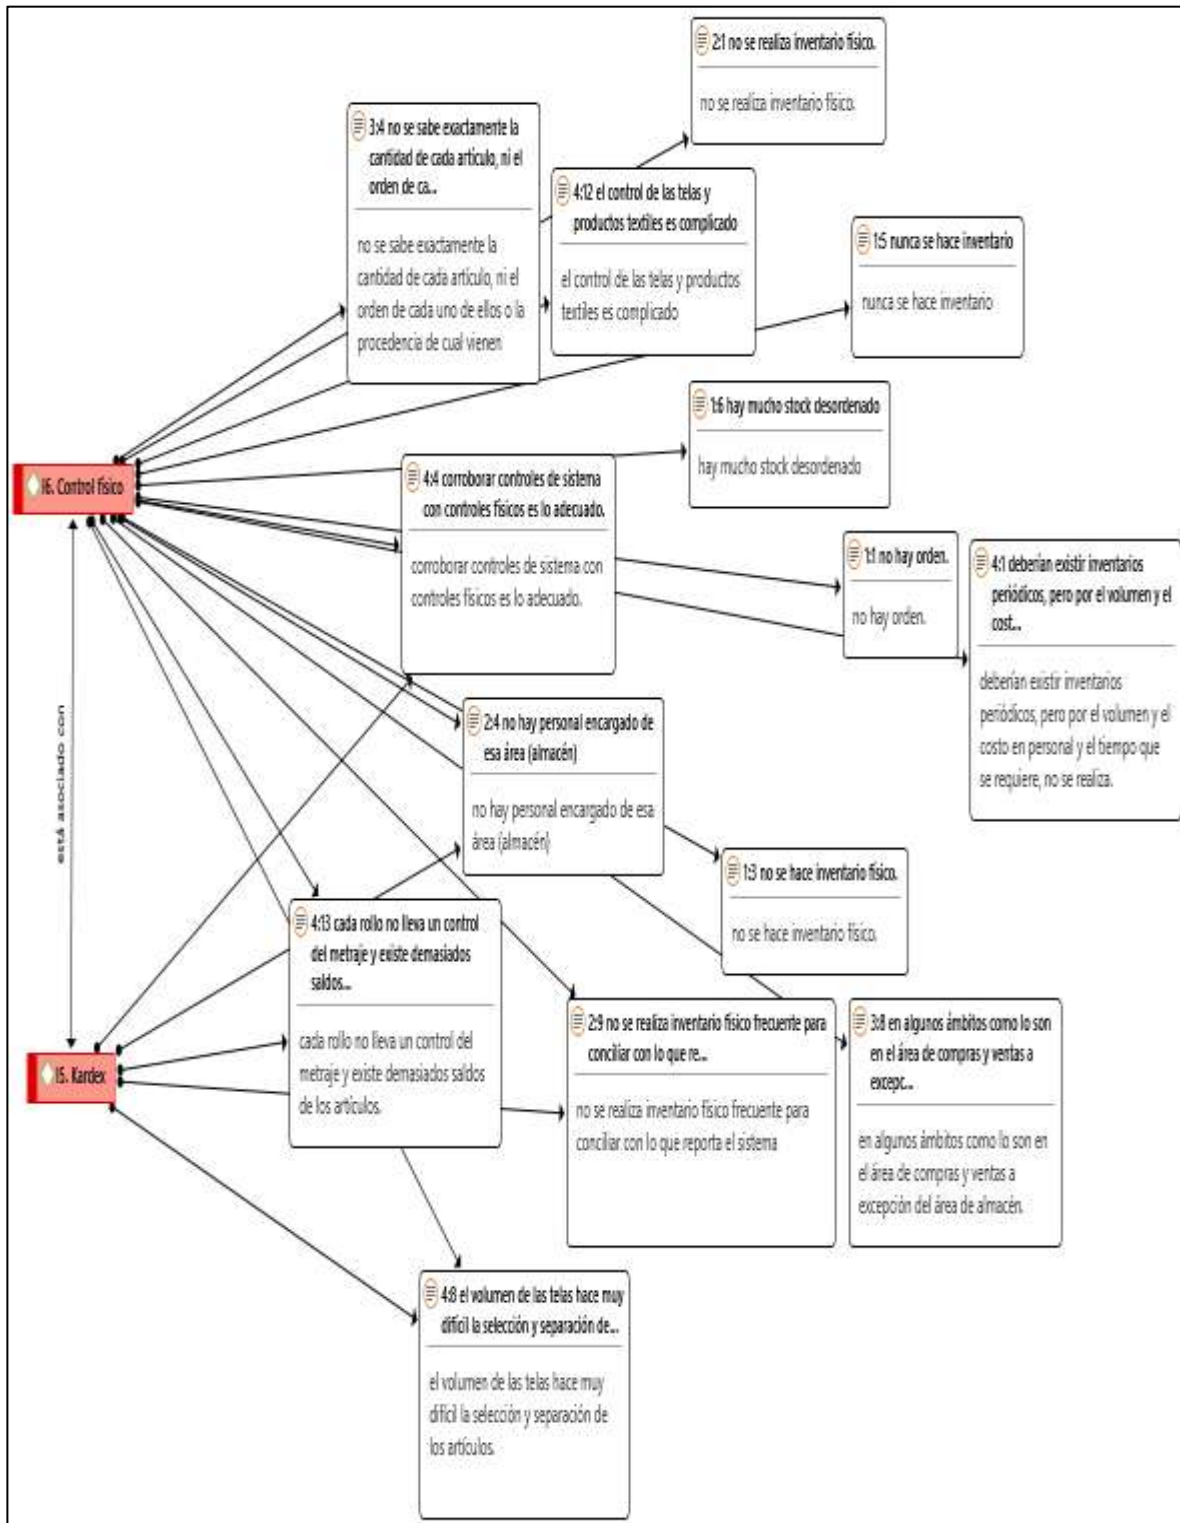 2:1 no se realiza inventario físico.
no se realiza inventario físico.
3:4 no se sabe exactamente la
cantidad de cada artículo, ni el
orden de ca...
no se sabe exactamente la
cantidad de cada artículo, ni el
orden de cada uno de ellos o la
procedencia de cual vienen
4:12 el control de las telas y
productos textiles es complicado
el control de las telas y productos
textiles es complicado
1:5 nunca se hace inventario
nunca se hace inventario
1:6 hay mucho stock desordenado
hay mucho stock desordenado
I6. Control físico
4:4 corroborar controles de sistema
con controles físicos es lo adecuado.
corroborar controles de sistema con
controles físicos es lo adecuado.
1:1 no hay orden.
no hay orden.
4:1 deberían existir inventarios
periódicos, pero por el volumen y el
cost...
deberían existir inventarios
periódicos, pero por el volumen y el
costo en personal y el tiempo que
se requiere, no se realiza.
está asociado con
2:4 no hay personal encargado de
esa área (almacén)
no hay personal encargado de esa
área (almacén)
1:3 no se hace inventario físico.
no se hace inventario físico.
4:13 cada rollo no lleva un control
del metraje y existe demasiados
saldos...
cada rollo no lleva un control del
metraje y existe demasiados saldos
de los artículos.
2:9 no se realiza inventario físico frecuente para
conciliar con lo que re...
no se realiza inventario físico frecuente para
conciliar con lo que reporta el sistema
3:8 en algunos ámbitos como lo son
en el área de compras y ventas a
excepc...
en algunos ámbitos como lo son en
el área de compras y ventas a
excepción del área de almacén.
I5. Kardex
4:8 el volumen de las telas hace muy
difícil la selección y separación de...
el volumen de las telas hace muy
difícil la selección y separación de
los artículos.